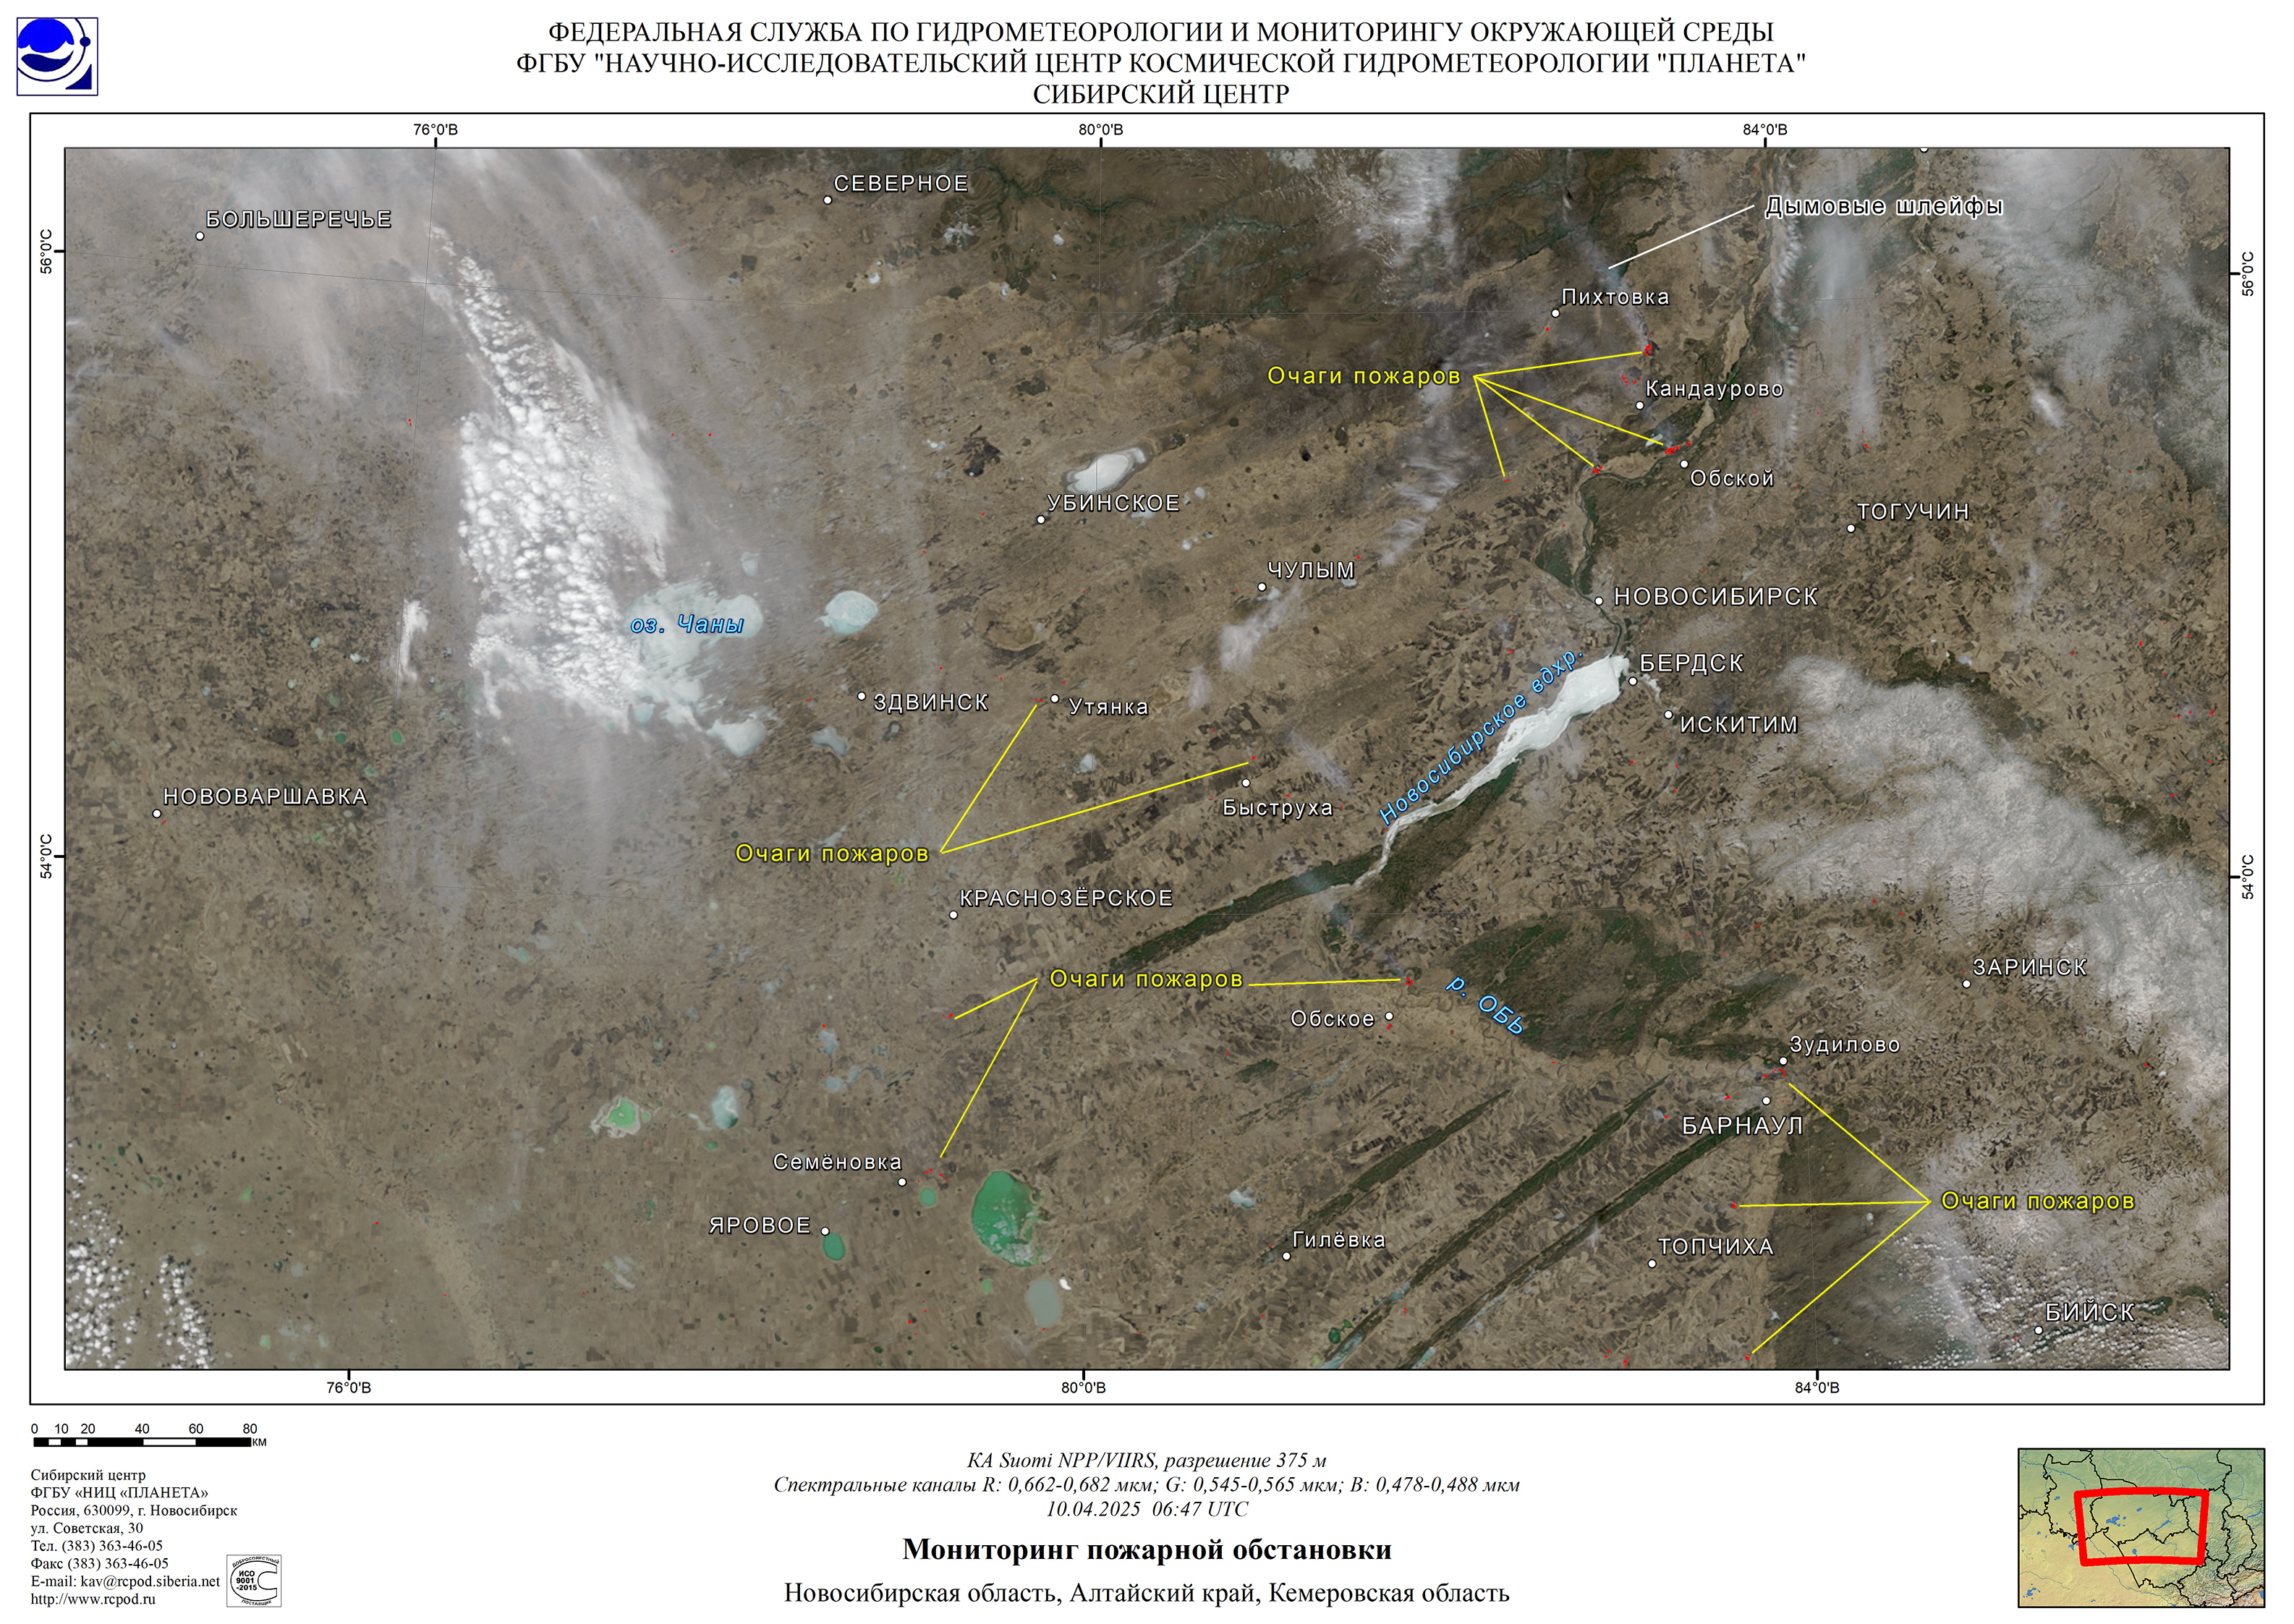 ФЕДЕРАЛЬНАЯ СЛУЖБА ПО ГИДРОМЕТЕОРОЛОГИИ И МОНИТОРИНГУ ОКРУЖАЮЩЕЙ СРЕДЫ
ФГБУ "НАУЧНО-ИССЛЕДОВАТЕЛЬСКИЙ ЦЕНТР КОСМИЧЕСКОЙ ГИДРОМЕТЕОРОЛОГИИ "ПЛАНЕТА"
СИБИРСКИЙ ЦЕНТР
76°0'В
80°0'В
84°0'В
СЕВЕРНОЕ
БОЛЬШЕРЕЧЬЕ
Дымовые шлейфы
56°0'С
56°0'С
Пихтовка
Очаги пожаров
Кандаурово
Обской
УБИНСКОЕ
ТОГУЧИН
ЧУЛЫМ
НОВОСИБИРСК
оз. Чаны
БЕРДСК
ЗДВИНСК
Утянка
ИСКИТИМ
Новосибирское вдхр.
НОВОВАРШАВКА
Быструха
Очаги пожаров
54°0'С
54°0'С
КРАСНОЗЁРСКОЕ
Очаги пожаров
ЗАРИНСК
р. ОБЬ
Обское
Зудилово
БАРНАУЛ
Семёновка
Очаги пожаров
ЯРОВОЕ
Гилёвка
ТОПЧИХА
БИЙСК
76°0'В
80°0'В
84°0'В
0 10 20 40 60 80
км
КА Suomi NPP/VIIRS, разрешение 375 м
Спектральные каналы R: 0,662-0,682 мкм; G: 0,545-0,565 мкм; B: 0,478-0,488 мкм
10.04.2025 06:47 UTC
Мониторинг пожарной обстановки
Новосибирская область, Алтайский край, Кемеровская область
Сибирский центр
ФГБУ «НИЦ «ПЛАНЕТА»
Россия, 630099, г. Новосибирск
ул. Советская, 30
Тел. (383) 363-46-05
Факс (383) 363-46-05
E-mail: kav@rcpod.siberia.net
http://www.rcpod.ru
ДОБРОСОВЕСТНЫЙ
ИСО
9001
-2015
ПОСТАВЩИК